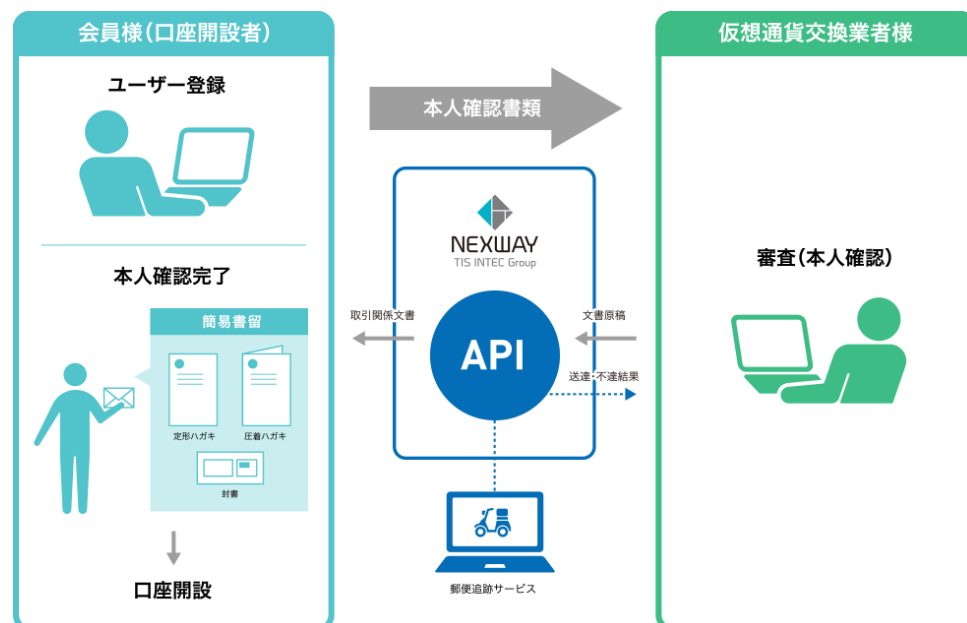 会員様(口座開設者)
ユーザー登録
本人確認完了
簡易書留
定形ハガキ
圧着ハガキ
封書
口座開設
本人確認書類
NEXWAY
TIS INTEC Group
取引関係文書
文書原稿
API
送達・不達結果
郵便追跡サービス
仮想通貨交換業者様
審査(本人確認)